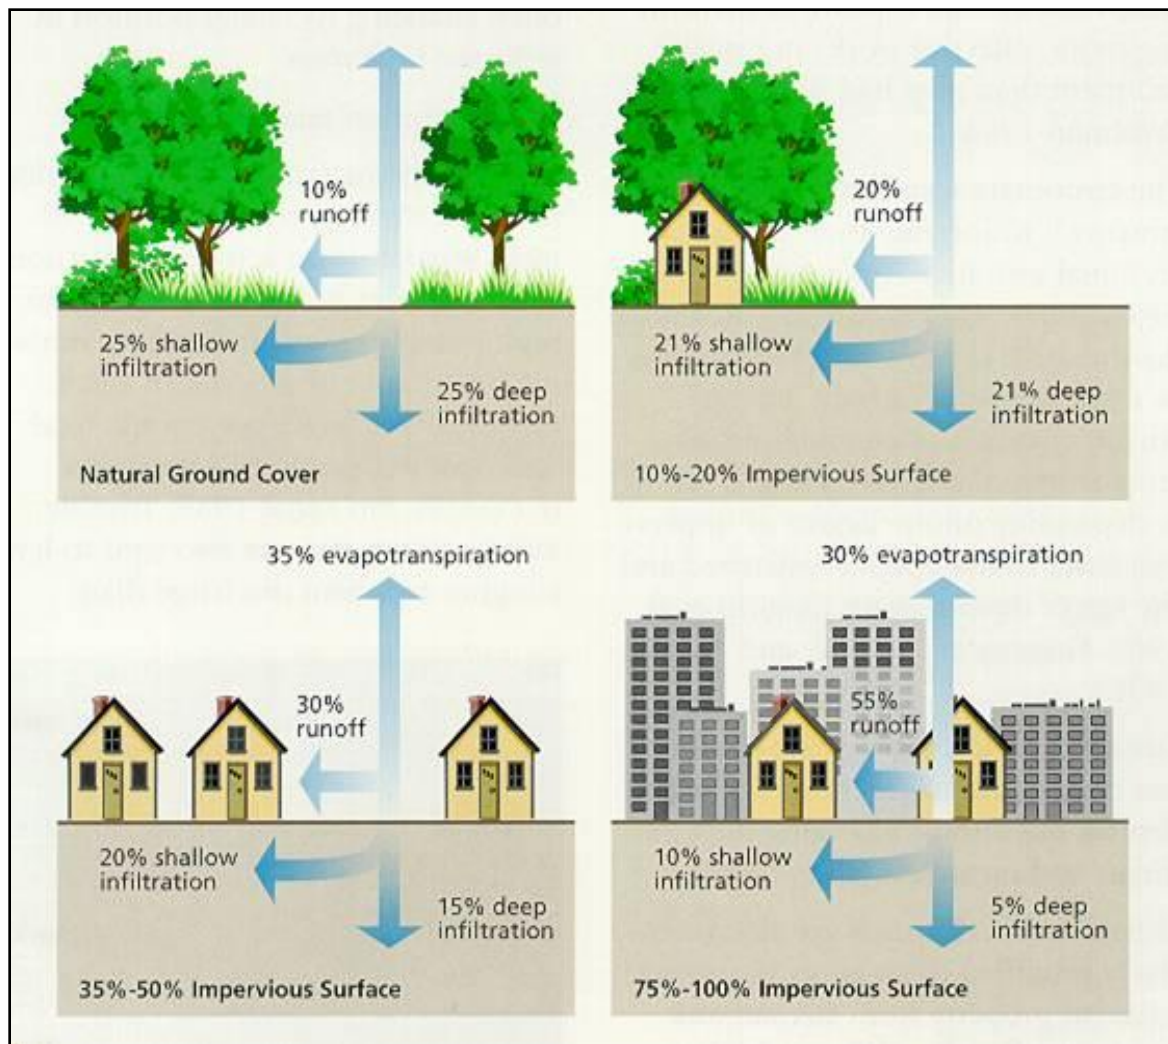 10%
runoff
25% shallow
infiltration
25% deep
infiltration
Natural Ground Cover
20%
runoff
21% shallow
infiltration
21% deep
infiltration
10%-20% Impervious Surface
35% evapotranspiration
30%
runoff
20% shallow
infiltration
15% deep
infiltration
35%-50% Impervious Surface
30% evapotranspiration
55%
runoff
10% shallow
infiltration
5% deep
infiltration
75%-100% Impervious Surface